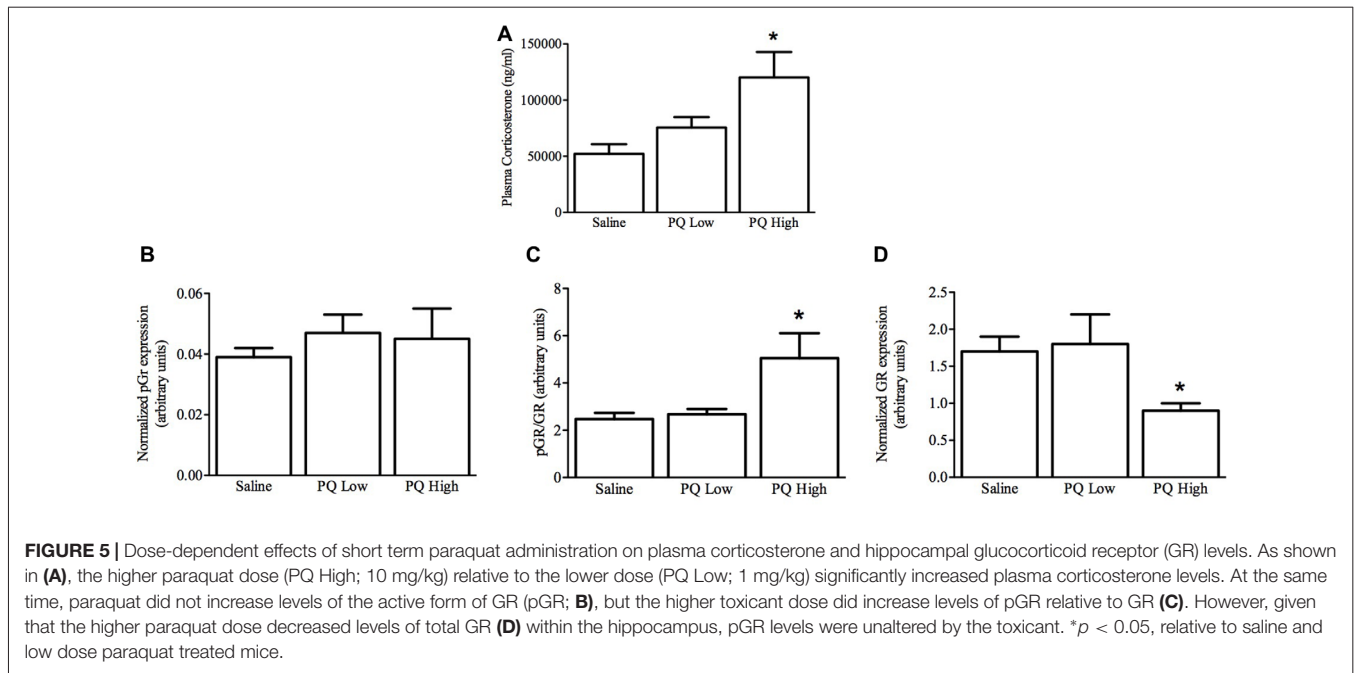 A
Plasma Corticosterone (ng/ml)
150000
100000
50000
0
*
Saline PQ Low PQ High
B
Normalized pGr expression
(arbitrary units)
0.06
0.04
0.02
0.00
Saline PQ Low PQ High
C
pGR/GR (arbitrary units)
8
6
4
2
0
*
Saline PQ Low PQ High
D
Normalized GR expression
(arbitrary units)
2.5
2.0
1.5
1.0
0.5
0.0
*
Saline PQ Low PQ High
FIGURE 5 | Dose-dependent effects of short term paraquat administration on plasma corticosterone and hippocampal glucocorticoid receptor (GR) levels. As shown
in (A), the higher paraquat dose (PQ High; 10 mg/kg) relative to the lower dose (PQ Low; 1 mg/kg) significantly increased plasma corticosterone levels. At the same
time, paraquat did not increase levels of the active form of GR (pGR; B), but the higher toxicant dose did increase levels of pGR relative to GR (C). However, given
that the higher paraquat dose decreased levels of total GR (D) within the hippocampus, pGR levels were unaltered by the toxicant. *p < 0.05, relative to saline and
low dose paraquat treated mice.